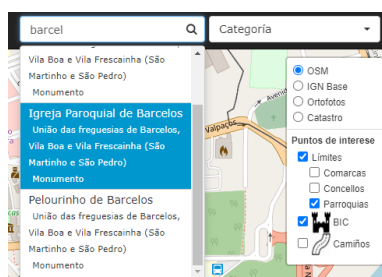 barcel
Categoría
Vila Boa e Vila Frescainha (São
Martinho e São Pedro)
Monumento
Igreja Paroquial de Barcelos
União das freguesias de Barcelos,
Vila Boa e Vila Frescainha (São
Martinho e São Pedro)
Monumento
Pelourinho de Barcelos
União das freguesias de Barcelos,
Vila Boa e Vila Frescainha (São
Martinho e São Pedro)
Monumento
Valpaços
Avenid
OSM
IGN Base
Ortofotos
Catastro
Puntos de interese
Límites
Comarcas
Concellos
Parroquias
BIC
Camiños